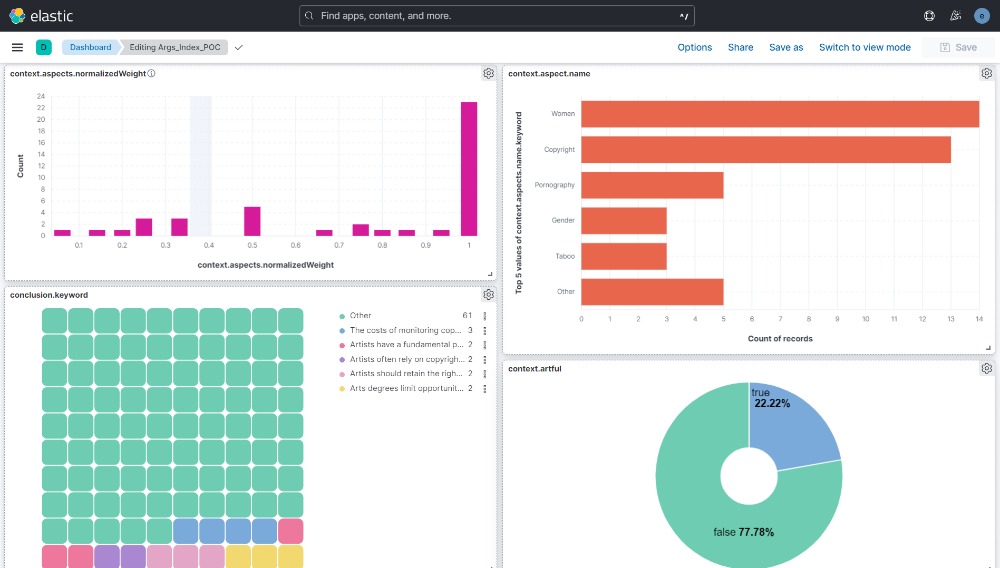 elastic
Find apps, content, and more.
^/
e
D
Dashboard
Editing Args_Index_POC
Options
Share
Save as
Switch to view mode
Save
context.aspects.normalizedWeight
24
22
20
18
16
14
12
10
8
6
4
2
0
Count
0.1 0.2 0.3 0.4 0.5 0.6 0.7 0.8 0.9 1
context.aspects.normalizedWeight
context.aspect.name
Top 5 values of context.aspects.name.keyword
Women
Copyright
Pornography
Gender
Taboo
Other
0 1 2 3 4 5 6 7 8 9 10 11 12 13 14
Count of records
conclusion.keyword
Other 61
The costs of monitoring cop... 3
Artists have a fundamental p... 2
Artists often rely on copyrigh... 2
Artists should retain the righ... 2
Arts degrees limit opportunit... 2
context.artful
true
22.22%
false 77.78%